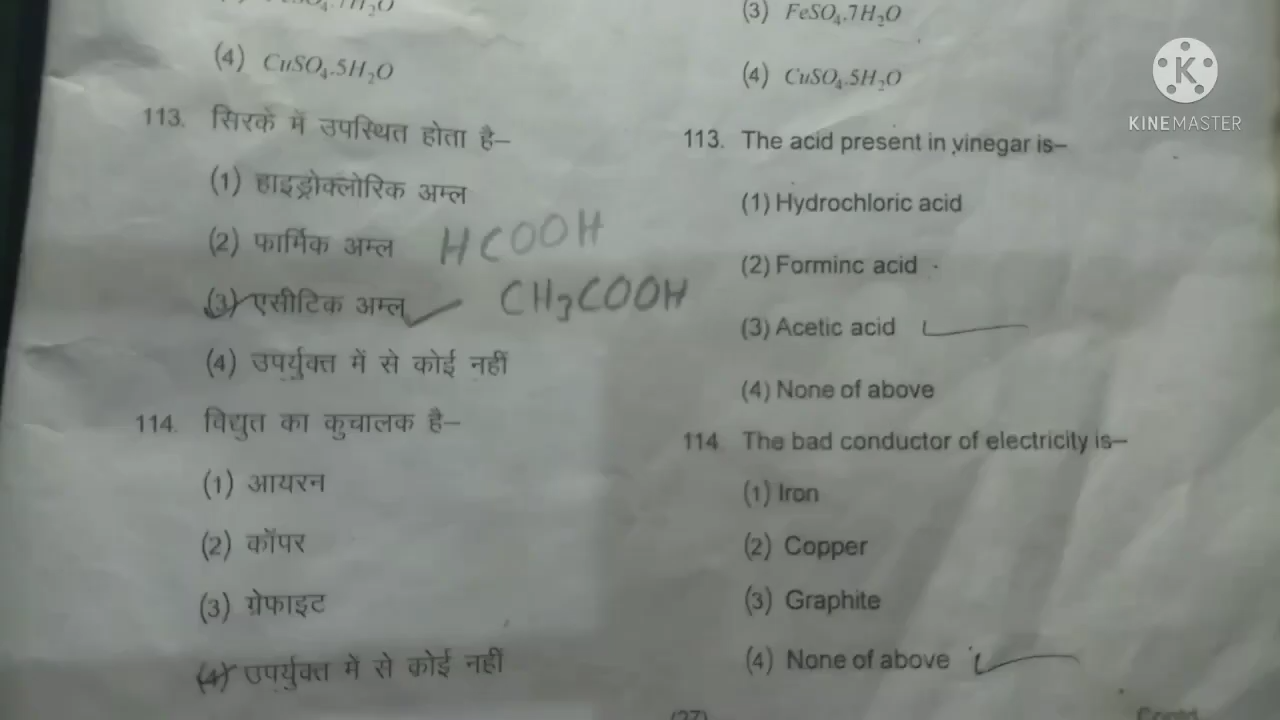 (4) CuSO₄.5H₂O
113. सिरके में उपस्थित होता है–
(1) हाइड्रोक्लोरिक अम्ल
(2) फार्मिक अम्ल HCOOH
(3) एसीटिक अम्ल CH₃COOH
(4) उपर्युक्त में से कोई नहीं
114. विद्युत का कुचालक है–
(1) आयरन
(2) कॉपर
(3) ग्रेफाइट
(4) उपर्युक्त में से कोई नहीं
(3) FeSO₄.7H₂O
(4) CuSO₄.5H₂O
113. The acid present in vinegar is–
(1) Hydrochloric acid
(2) Forminc acid
(3) Acetic acid
(4) None of above
114 The bad conductor of electricity is–
(1) Iron
(2) Copper
(3) Graphite
(4) None of above
(27)
KINEMASTER